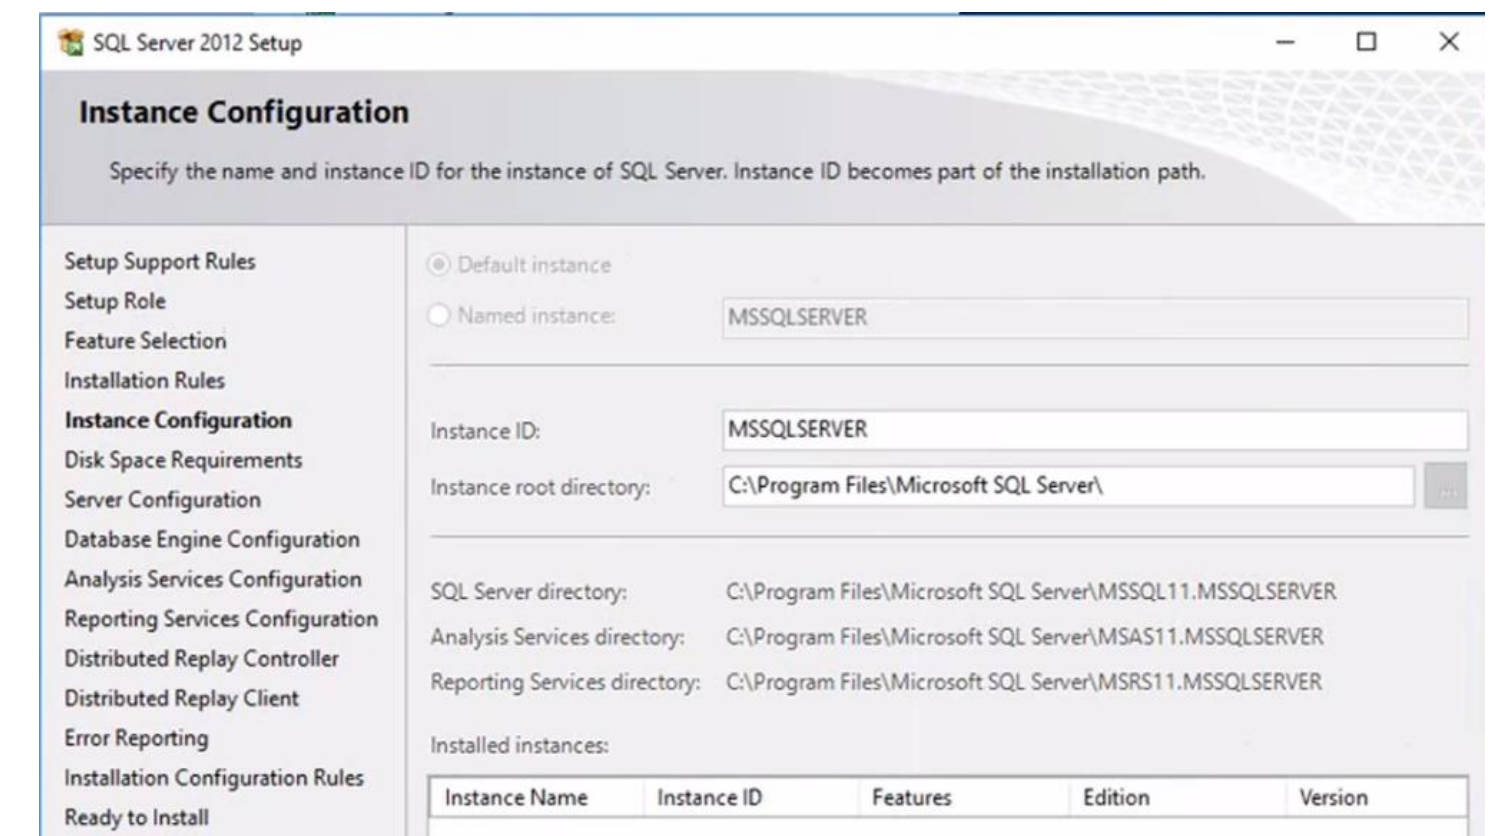 SQL Server 2012 Setup
Instance Configuration
Specify the name and instance ID for the instance of SQL Server. Instance ID becomes part of the installation path.
Setup Support Rules
Setup Role
Feature Selection
Installation Rules
Instance Configuration
Disk Space Requirements
Server Configuration
Database Engine Configuration
Analysis Services Configuration
Reporting Services Configuration
Distributed Replay Controller
Distributed Replay Client
Error Reporting
Installation Configuration Rules
Ready to Install
Default instance
Named instance: MSSQLSERVER
Instance ID: MSSQLSERVER
Instance root directory: C:\Program Files\Microsoft SQL Server\ ...
SQL Server directory: C:\Program Files\Microsoft SQL Server\MSSQL11.MSSQLSERVER
Analysis Services directory: C:\Program Files\Microsoft SQL Server\MSAS11.MSSQLSERVER
Reporting Services directory: C:\Program Files\Microsoft SQL Server\MSRS11.MSSQLSERVER
Installed instances:
Instance Name Instance ID Features Edition Version